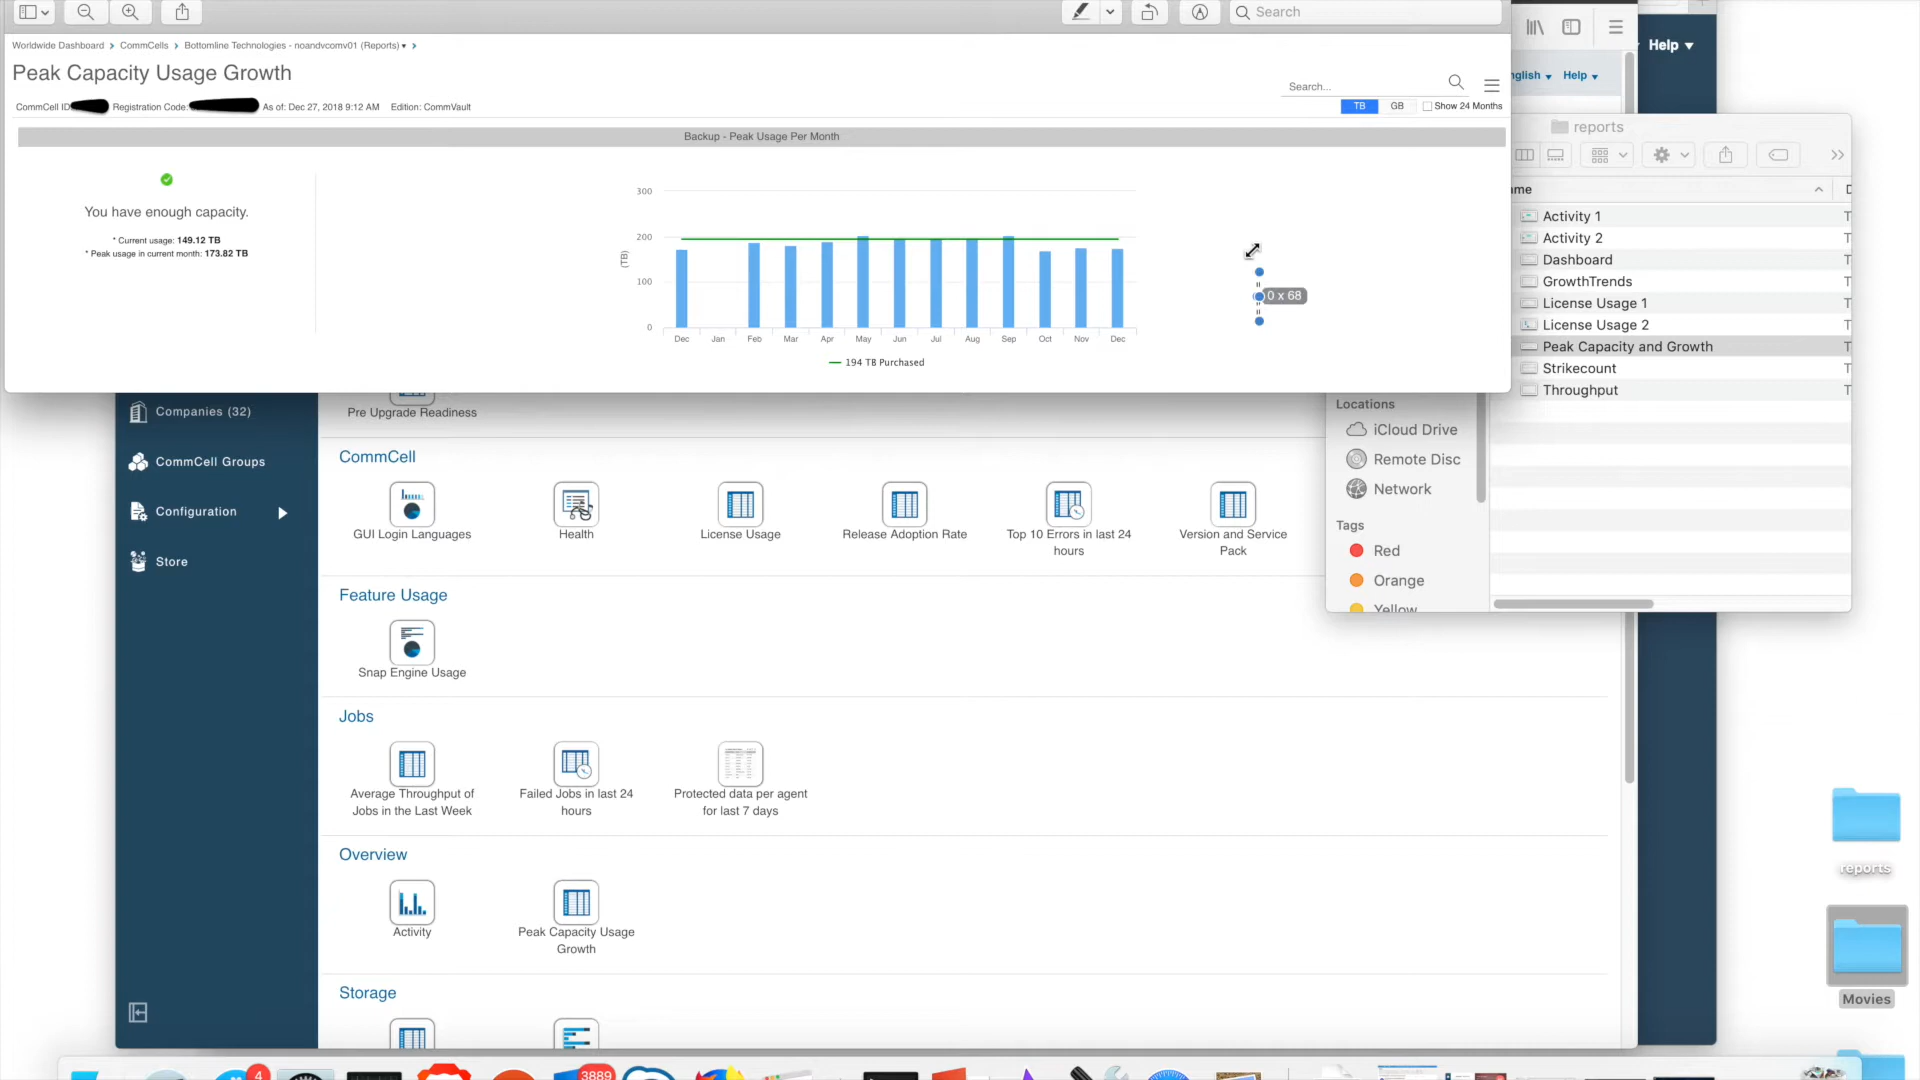 Search
Worldwide Dashboard > CommCells > Bottomline Technologies - noandvcomv01 (Reports) ▾ >
Peak Capacity Usage Growth
Search...
CommCell ID Registration Code: As of: Dec 27, 2018 9:12 AM Edition: CommVault
TB GB Show 24 Months
Backup - Peak Usage Per Month
You have enough capacity.
* Current usage: 149.12 TB
* Peak usage in current month: 173.82 TB
300
200
100
0
(TB)
Dec Jan Feb Mar Apr May Jun Jul Aug Sep Oct Nov Dec
194 TB Purchased
0 x 68
Help ▾
nglish ▾ Help ▾
reports
me
Activity 1
Activity 2
Dashboard
GrowthTrends
License Usage 1
License Usage 2
Peak Capacity and Growth
Strikecount
Throughput
Locations
iCloud Drive
Remote Disc
Network
Tags
Red
Orange
Yellow
Companies (32)
CommCell Groups
Configuration
Store
Pre Upgrade Readiness
CommCell
GUI Login Languages
Health
License Usage
Release Adoption Rate
Top 10 Errors in last 24
hours
Version and Service
Pack
Feature Usage
Snap Engine Usage
Jobs
Average Throughput of
Jobs in the Last Week
Failed Jobs in last 24
hours
Protected data per agent
for last 7 days
Overview
Activity
Peak Capacity Usage
Growth
Storage
reports
Movies
4
3889